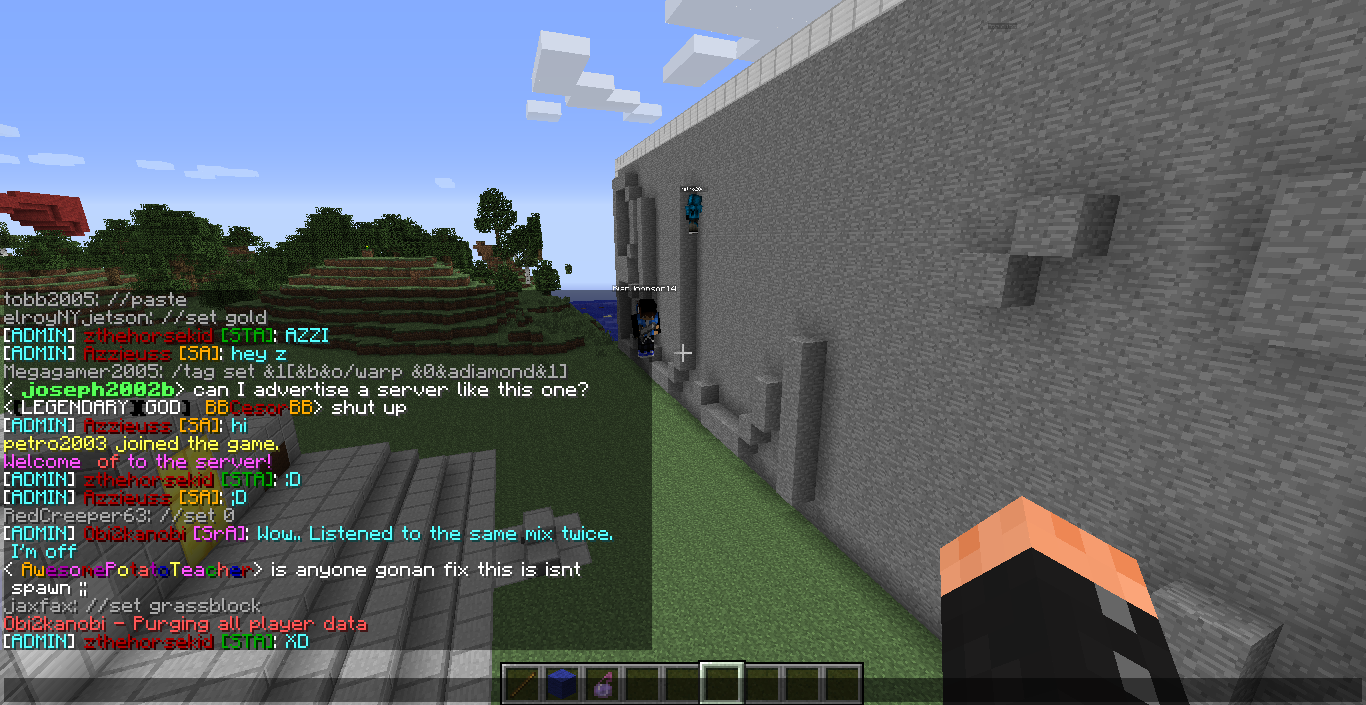 tobb2005: //paste
elroyNYjetson: //set gold
[ADMIN] zthehorsekid [STA]: AZZI
[ADMIN] Azzieuss [SA]: hey z
Megagamer2005: /tag set &1[&b&o/warp &0&adiamond&1]
< joseph2002b> can I advertise a server like this one?
<[LEGENDARY][GOD] BBCesorBB> shut up
[ADMIN] Azzieuss [SA]: hi
petro2003 joined the game.
Welcome of to the server!
[ADMIN] zthehorsekid [STA]: :D
[ADMIN] Azzieuss [SA]: ;D
RedCreeper63: //set 0
[ADMIN] Obi2kanobi [SrA]: Wow.. Listened to the same mix twice.
I'm off
< AwesomePotatoTeacher> is anyone gonan fix this is isnt
spawn ¦¦
jaxfax: //set grassblock
Obi2kanobi - Purging all player data
[ADMIN] zthehorsekid [STA]: XD